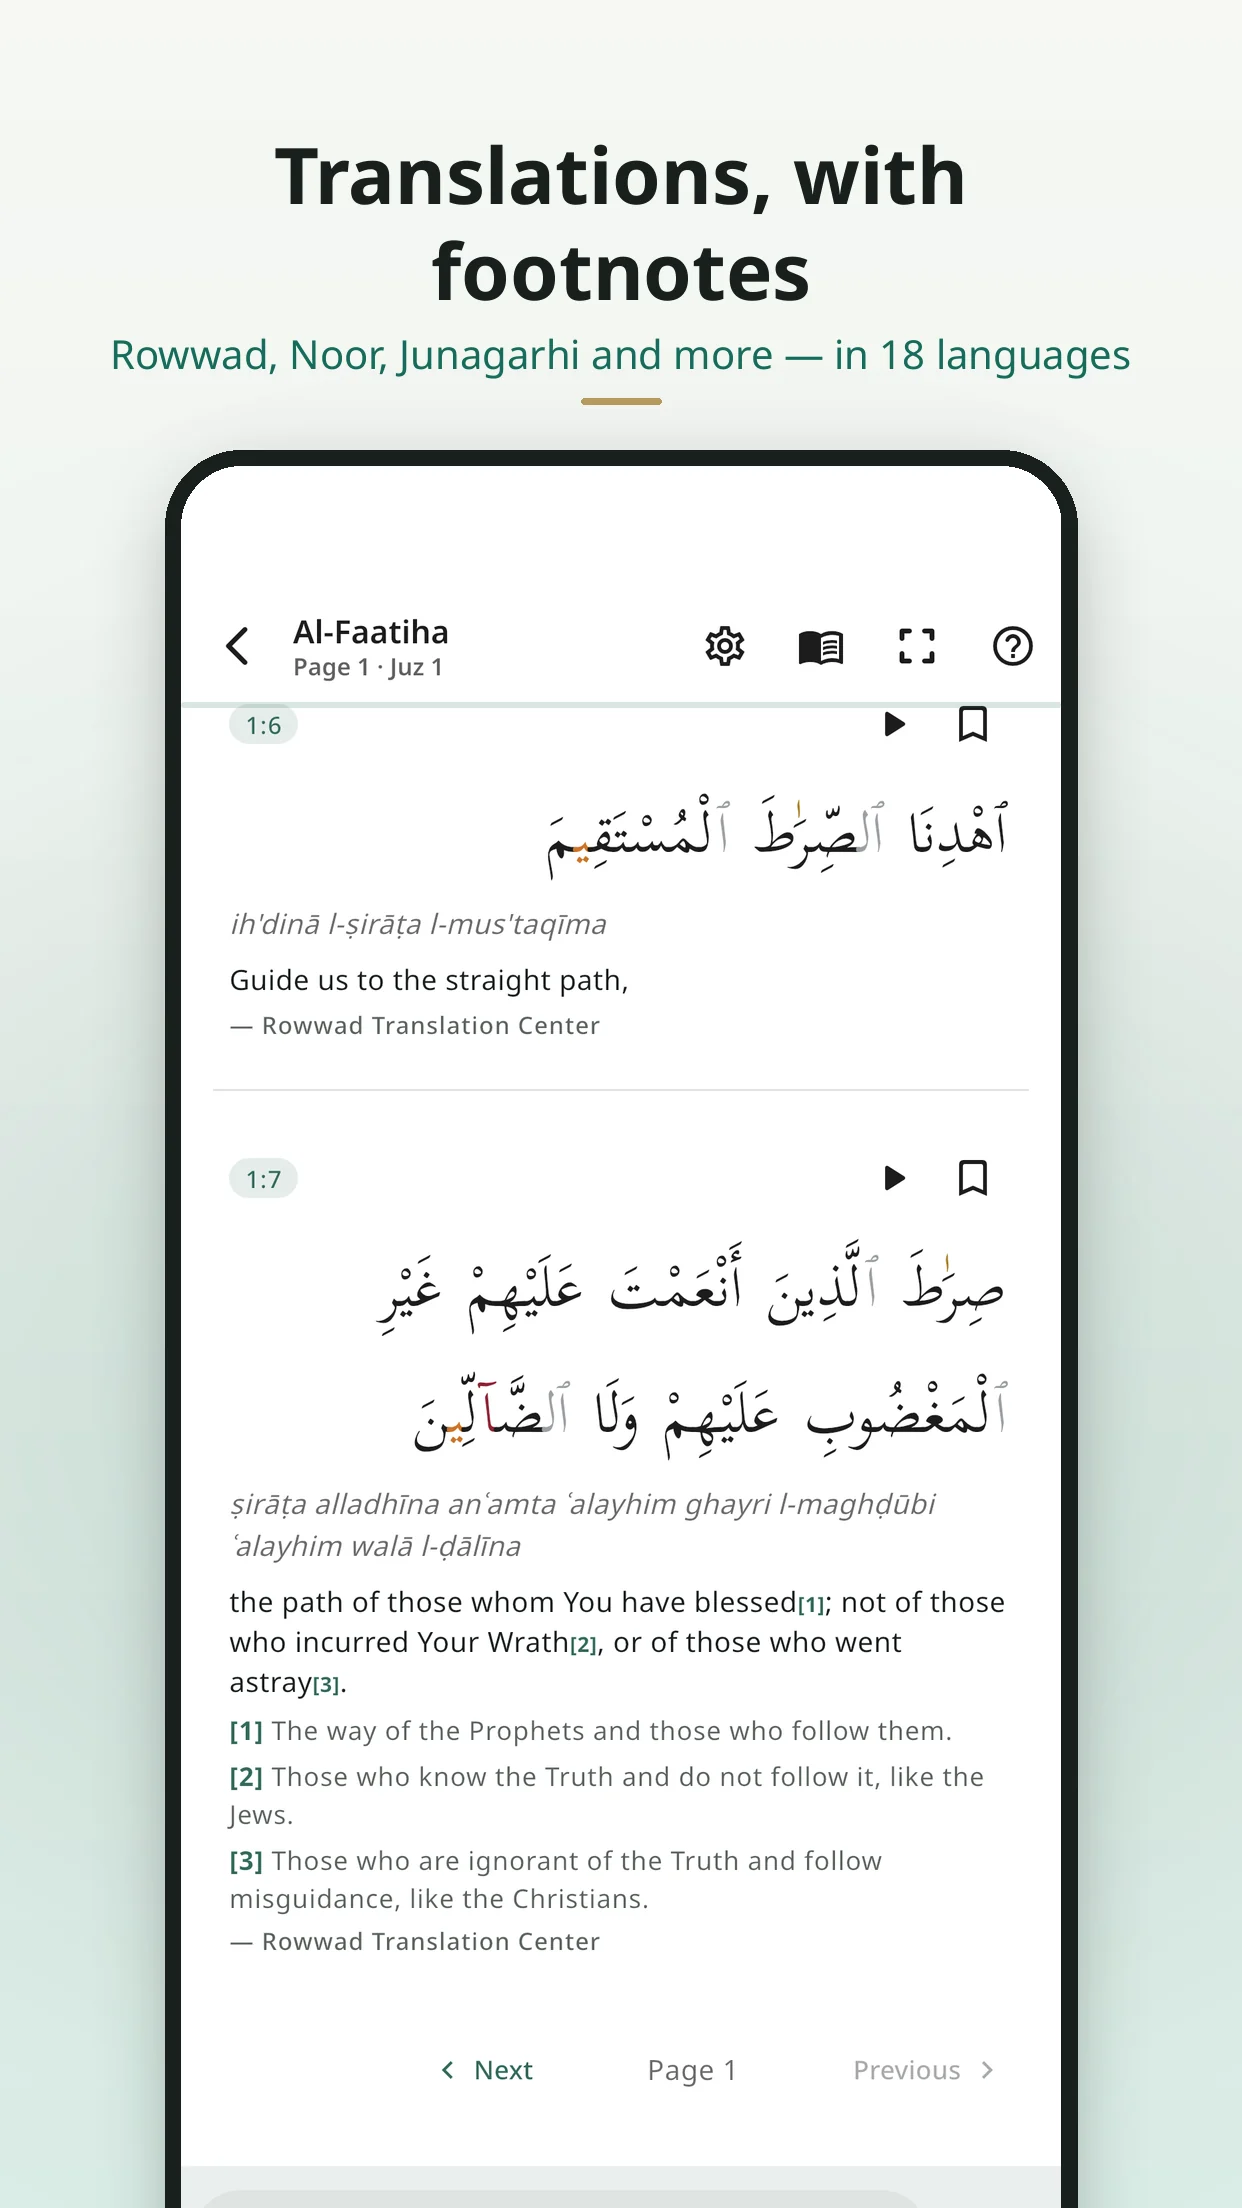 Translations, with
footnotes
Rowwad, Noor, Junagarhi and more — in 18 languages
Al-Faatiha
Page 1 · Juz 1
1:6
ٱهْدِنَا ٱلصِّرَٰطَ ٱلْمُسْتَقِيمَ
ih'dinā l-ṣirāṭa l-mus'taqīma
Guide us to the straight path,
— Rowwad Translation Center
1:7
صِرَٰطَ ٱلَّذِينَ أَنْعَمْتَ عَلَيْهِمْ غَيْرِ
ٱلْمَغْضُوبِ عَلَيْهِمْ وَلَا ٱلضَّآلِّينَ
ṣirāṭa alladhīna anʿamta ʿalayhim ghayri l-maghḍūbi
ʿalayhim walā l-ḍālīna
the path of those whom You have blessed[1]; not of those
who incurred Your Wrath[2], or of those who went
astray[3].
[1] The way of the Prophets and those who follow them.
[2] Those who know the Truth and do not follow it, like the
Jews.
[3] Those who are ignorant of the Truth and follow
misguidance, like the Christians.
— Rowwad Translation Center
Next Page 1 Previous